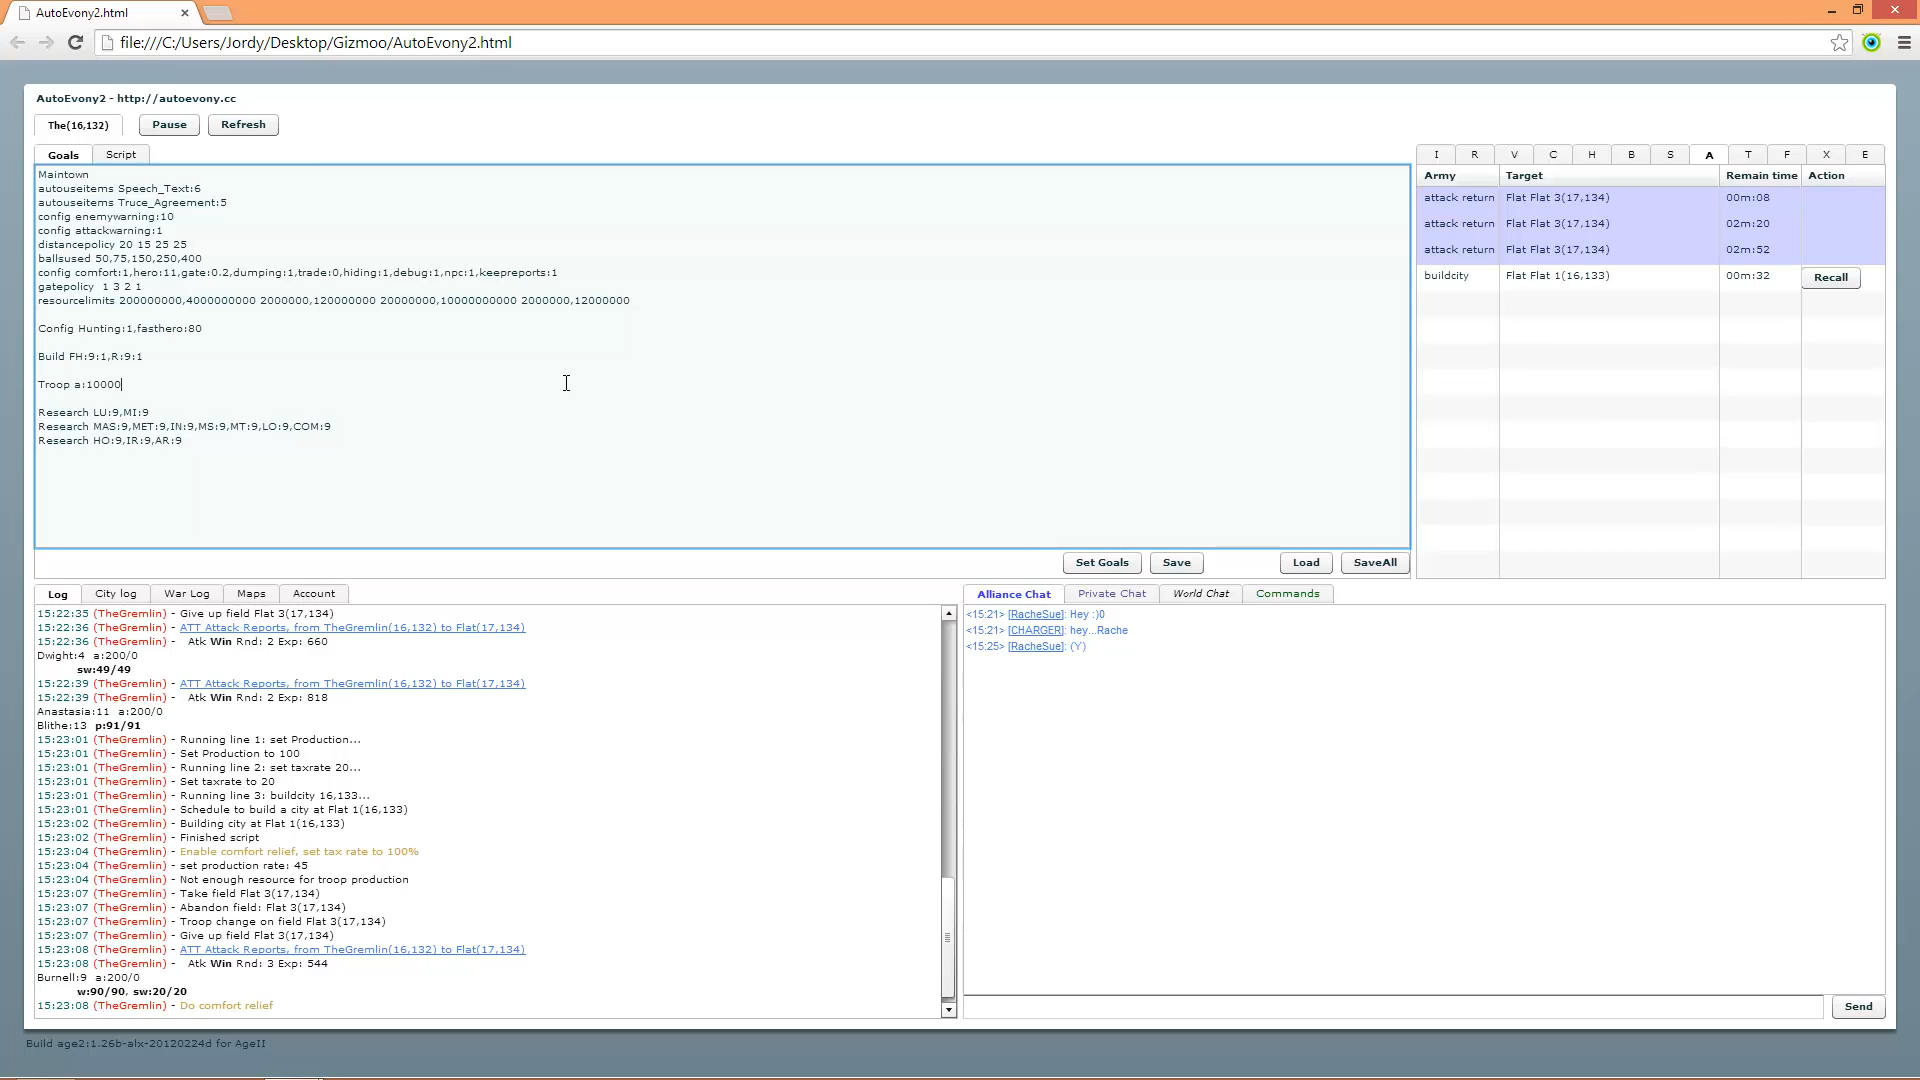 AutoEvony2.html
file:///C:/Users/Jordy/Desktop/Gizmoo/AutoEvony2.html
AutoEvony2 - http://autoevony.cc
The(16,132) Pause Refresh
Goals Script
Maintown
autouseitems Speech_Text:6
autouseitems Truce_Agreement:5
config enemywarning:10
config attackwarning:1
distancepolicy 20 15 25 25
ballsused 50,75,150,250,400
config comfort:1,hero:11,gate:0.2,dumping:1,trade:0,hiding:1,debug:1,npc:1,keepreports:1
gatepolicy  1 3 2 1
resourcelimits 200000000,4000000000 2000000,120000000 20000000,10000000000 2000000,12000000
Config Hunting:1,fasthero:80
Build FH:9:1,R:9:1
Troop a:10000
Research LU:9,MI:9
Research MAS:9,MET:9,IN:9,MS:9,MT:9,LO:9,COM:9
Research HO:9,IR:9,AR:9
Set Goals Save Load SaveAll
I R V C H B S A T F X E
Army Target Remain time Action
attack return Flat Flat 3(17,134) 00m:08
attack return Flat Flat 3(17,134) 02m:20
attack return Flat Flat 3(17,134) 02m:52
buildcity Flat Flat 1(16,133) 00m:32 Recall
Log City log War Log Maps Account
15:22:35 (TheGremlin) - Give up field Flat 3(17,134)
15:22:36 (TheGremlin) - ATT Attack Reports, from TheGremlin(16,132) to Flat(17,134)
15:22:36 (TheGremlin) -   Atk Win Rnd: 2 Exp: 660
Dwight:4  a:200/0
sw:49/49
15:22:39 (TheGremlin) - ATT Attack Reports, from TheGremlin(16,132) to Flat(17,134)
15:22:39 (TheGremlin) -   Atk Win Rnd: 2 Exp: 818
Anastasia:11  a:200/0
Blithe:13  p:91/91
15:23:01 (TheGremlin) - Running line 1: set Production...
15:23:01 (TheGremlin) - Set Production to 100
15:23:01 (TheGremlin) - Running line 2: set taxrate 20...
15:23:01 (TheGremlin) - Set taxrate to 20
15:23:01 (TheGremlin) - Running line 3: buildcity 16,133...
15:23:01 (TheGremlin) - Schedule to build a city at Flat 1(16,133)
15:23:02 (TheGremlin) - Building city at Flat 1(16,133)
15:23:02 (TheGremlin) - Finished script
15:23:04 (TheGremlin) - Enable comfort relief, set tax rate to 100%
15:23:04 (TheGremlin) - set production rate: 45
15:23:04 (TheGremlin) - Not enough resource for troop production
15:23:07 (TheGremlin) - Take field Flat 3(17,134)
15:23:07 (TheGremlin) - Abandon field: Flat 3(17,134)
15:23:07 (TheGremlin) - Troop change on field Flat 3(17,134)
15:23:07 (TheGremlin) - Give up field Flat 3(17,134)
15:23:08 (TheGremlin) - ATT Attack Reports, from TheGremlin(16,132) to Flat(17,134)
15:23:08 (TheGremlin) -   Atk Win Rnd: 3 Exp: 544
Burnell:9  a:200/0
w:90/90, sw:20/20
15:23:08 (TheGremlin) - Do comfort relief
Alliance Chat Private Chat World Chat Commands
<15:21> [RacheSue]: Hey :)0
<15:21> [CHARGER]: hey...Rache
<15:25> [RacheSue]: (Y)
Send
Build age2:1.26b-alx-20120224d for AgeII